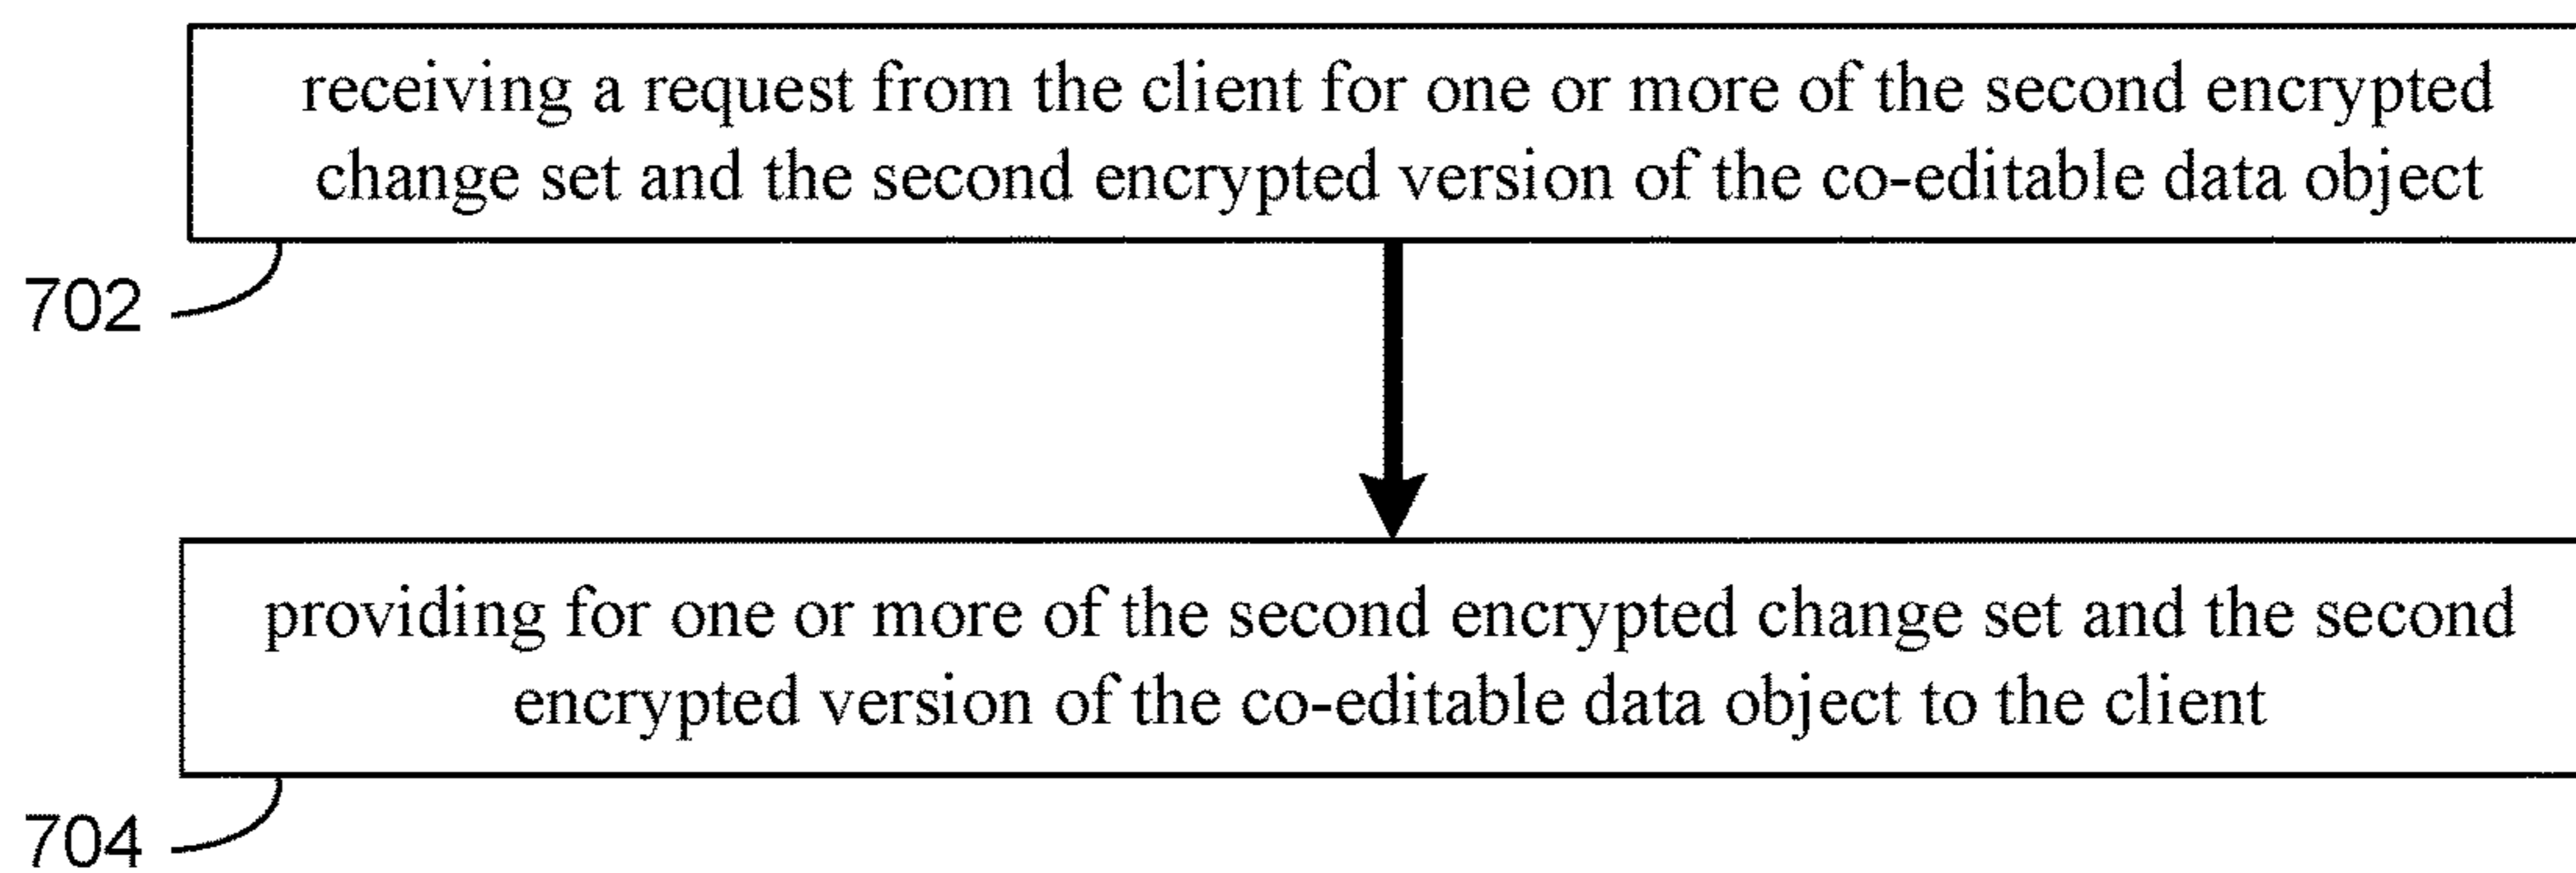 receiving a request from the client for one or more of the second encrypted
change set and the second encrypted version of the co-editable data object
702
providing for one or more of the second encrypted change set and the second
encrypted version of the co-editable data object to the client
704